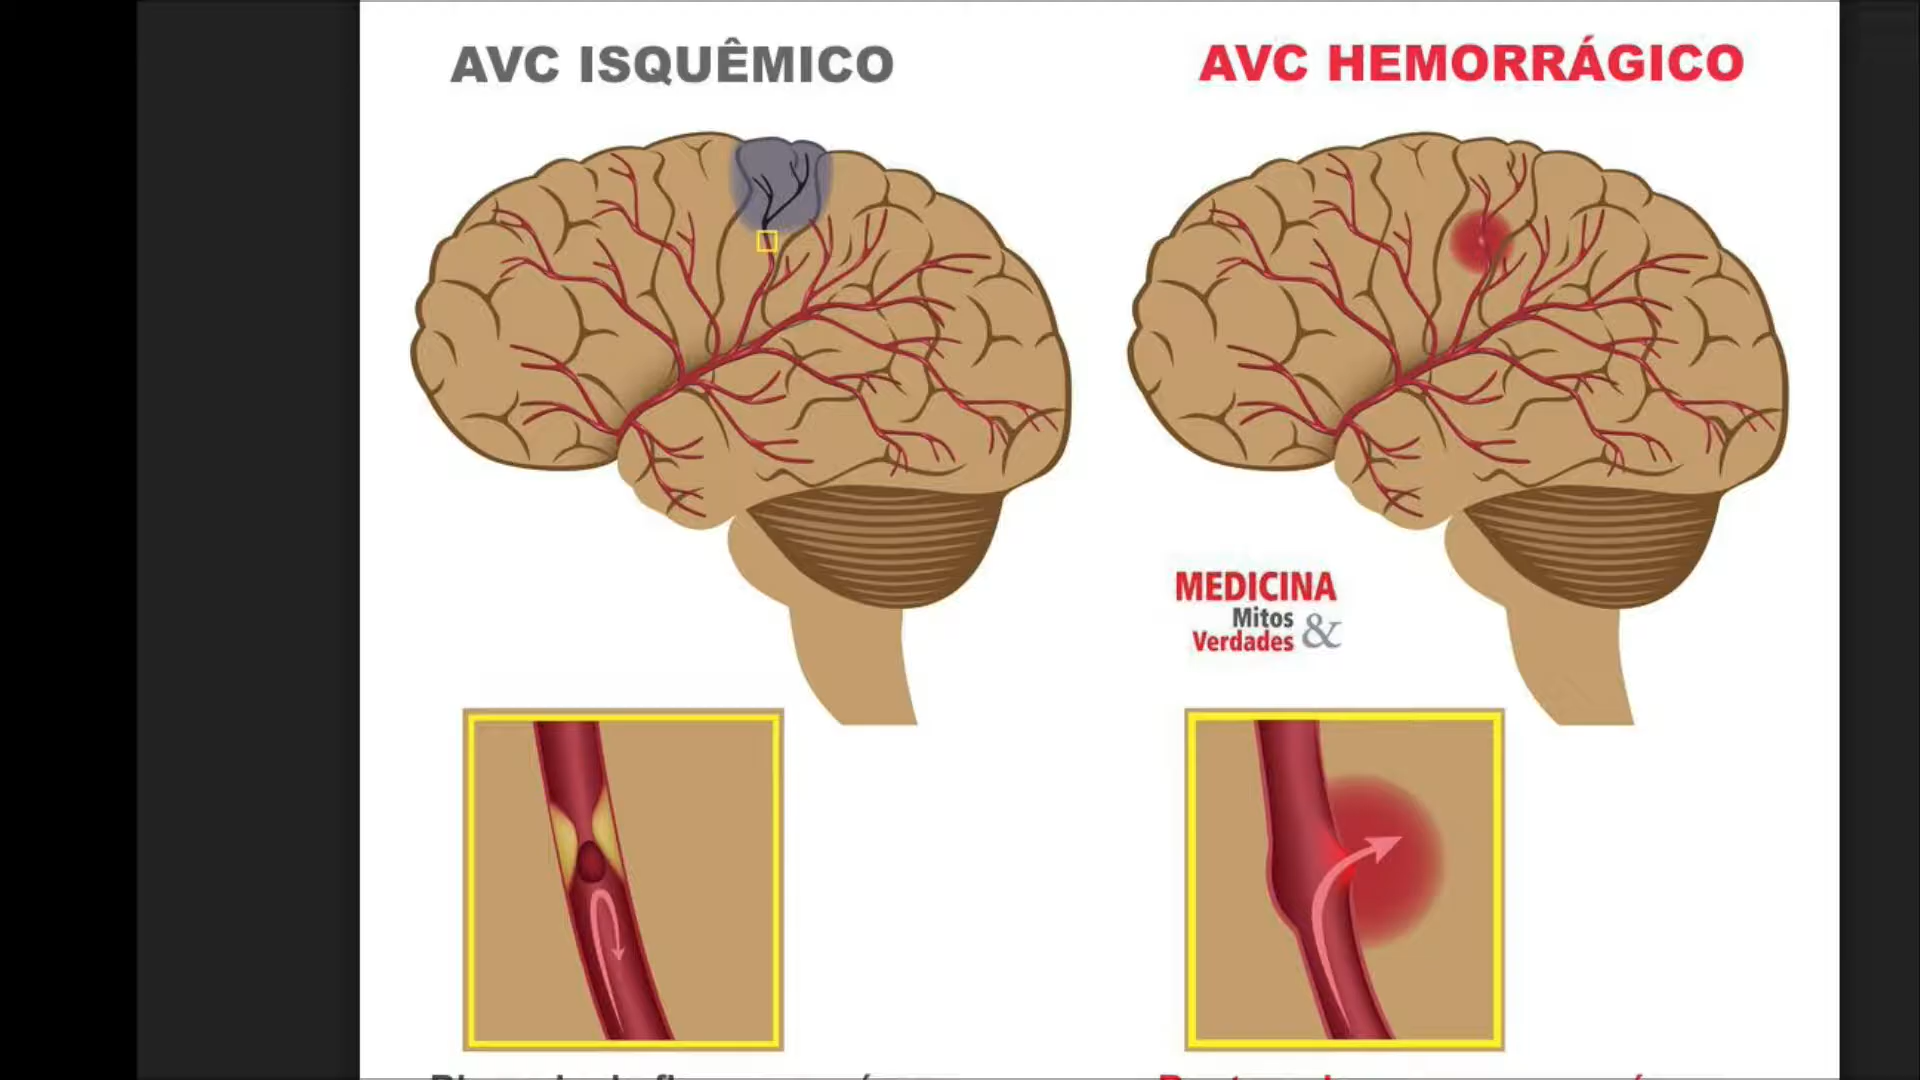 AVC ISQUÊMICO
AVC HEMORRÁGICO
MEDICINA
Mitos &
Verdades